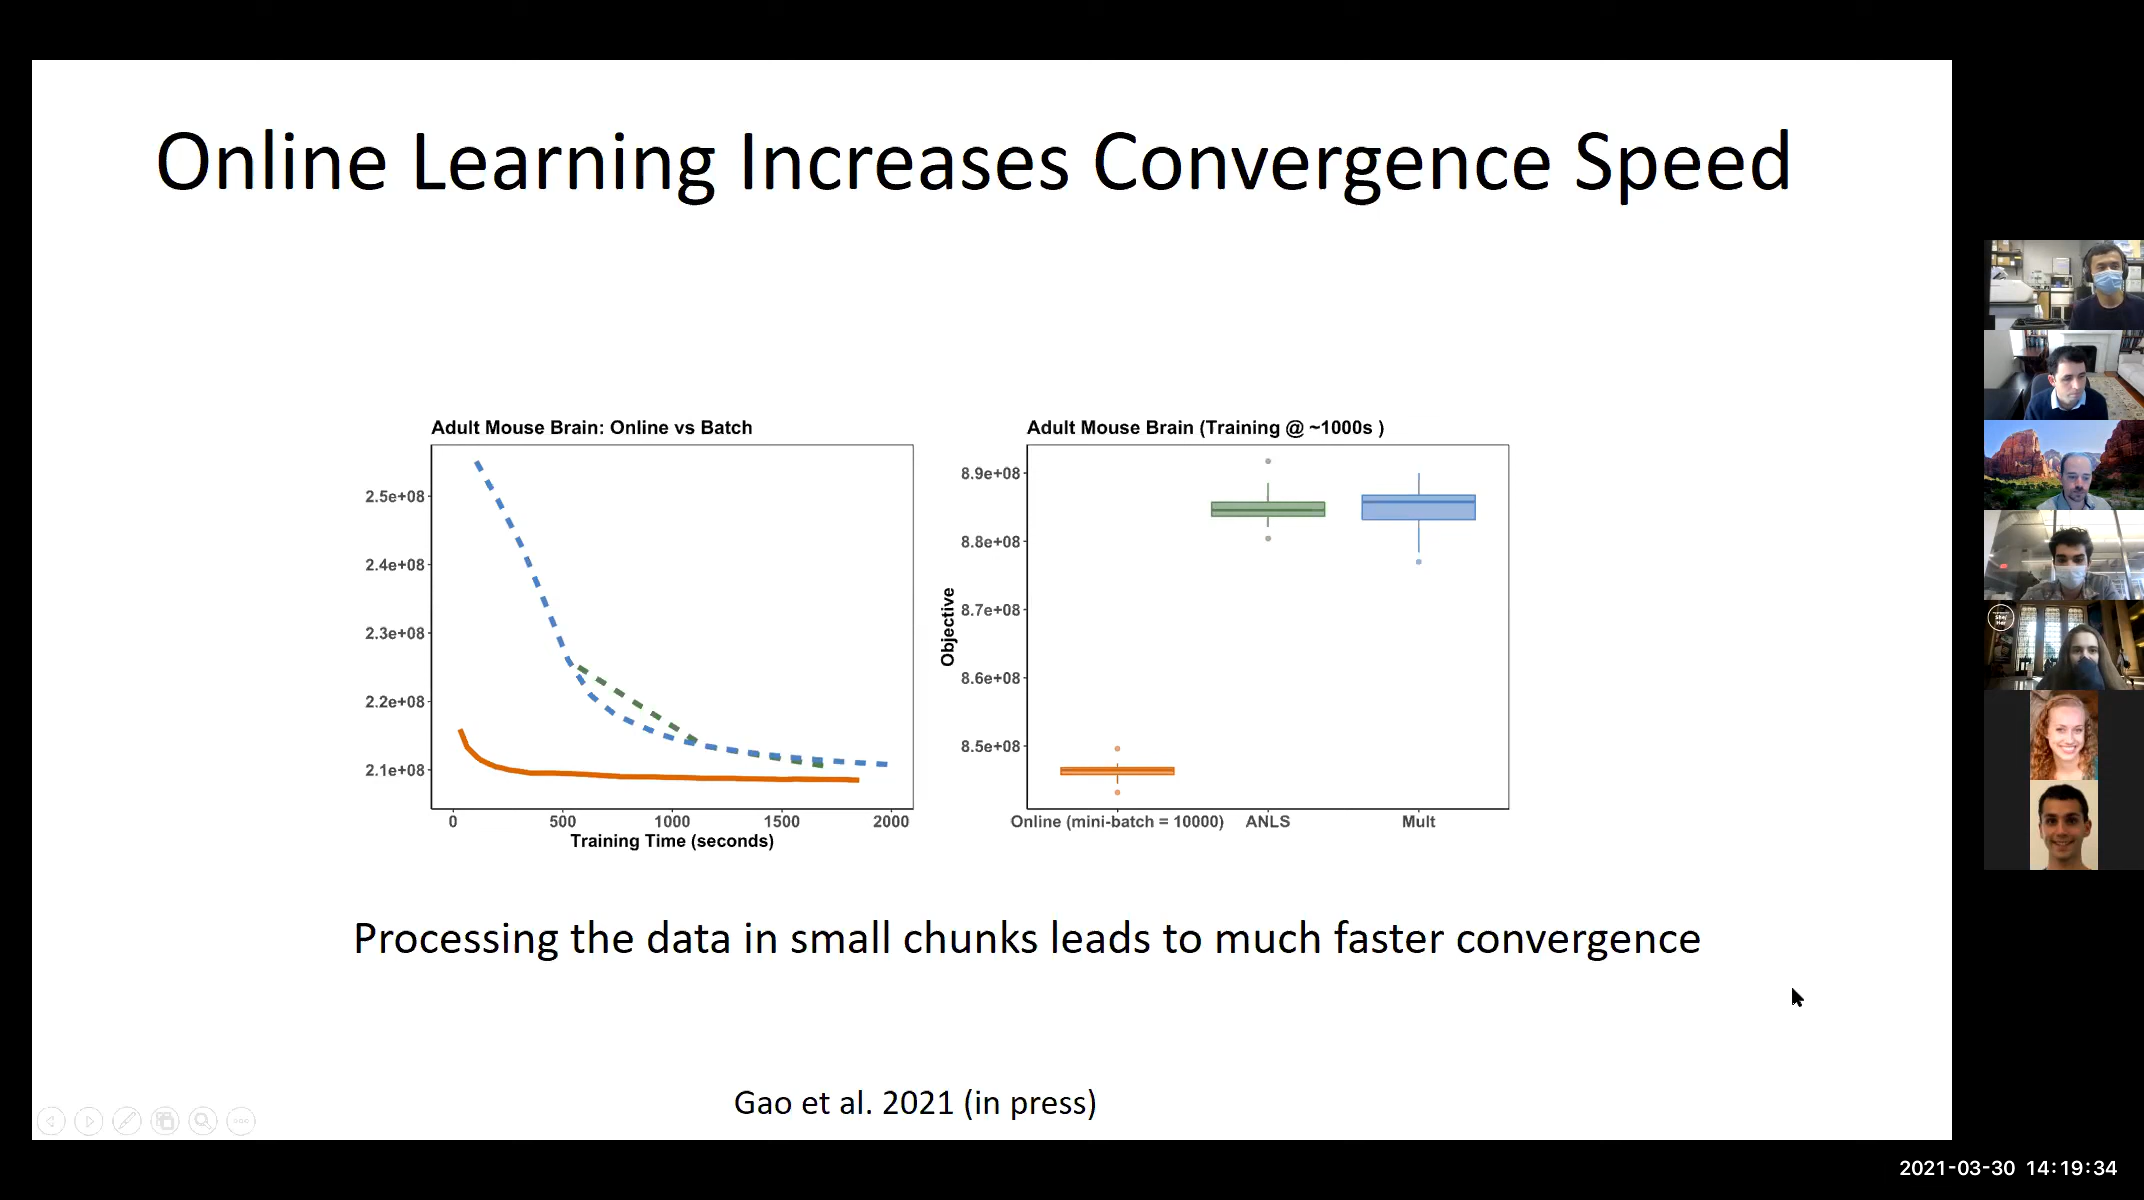 Online Learning Increases Convergence Speed
Adult Mouse Brain: Online vs Batch
2.5e+08
2.4e+08
2.3e+08
2.2e+08
2.1e+08
0 500 1000 1500 2000
Training Time (seconds)
Adult Mouse Brain (Training @ ~1000s )
Objective
8.9e+08
8.8e+08
8.7e+08
8.6e+08
8.5e+08
Online (mini-batch = 10000) ANLS Mult
Processing the data in small chunks leads to much faster convergence
Gao et al. 2021 (in press)
She/
Her
2021-03-30 14:19:34